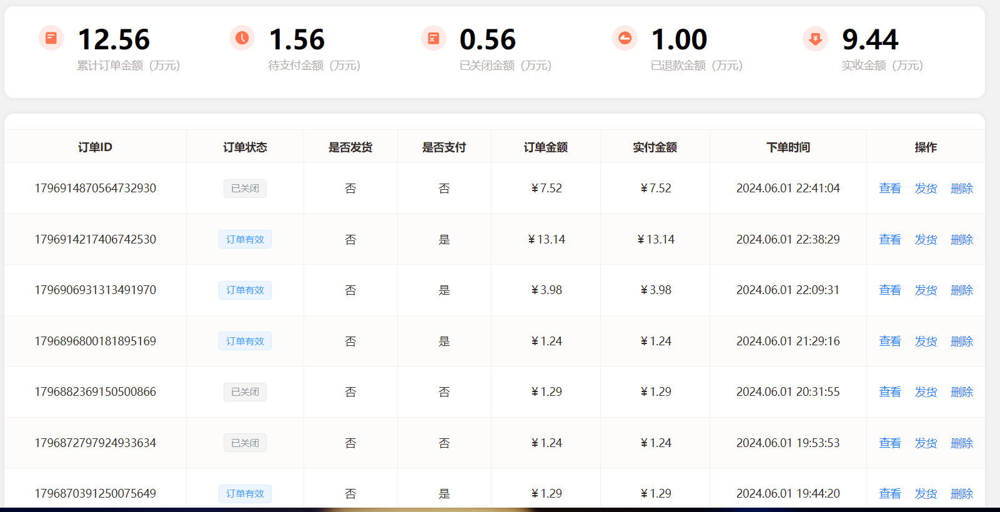 12.56 1.56 0.56 1.00 9.44
累计订单金额（万元） 待支付金额（万元） 已关闭金额（万元） 已退款金额（万元） 实收金额（万元）
订单ID 订单状态 是否发货 是否支付 订单金额 实付金额 下单时间 操作
1796914870564732930 已关闭 否 否 ¥7.52 ¥7.52 2024.06.01 22:41:04 查看 发货 删除
1796914217406742530 订单有效 否 是 ¥13.14 ¥13.14 2024.06.01 22:38:29 查看 发货 删除
1796906931313491970 订单有效 否 是 ¥3.98 ¥3.98 2024.06.01 22:09:31 查看 发货 删除
1796896800181895169 订单有效 否 是 ¥1.24 ¥1.24 2024.06.01 21:29:16 查看 发货 删除
1796882369150500866 已关闭 否 否 ¥1.29 ¥1.29 2024.06.01 20:31:55 查看 发货 删除
1796872797924933634 已关闭 否 否 ¥1.24 ¥1.24 2024.06.01 19:53:53 查看 发货 删除
1796870391250075649 订单有效 否 是 ¥1.29 ¥1.29 2024.06.01 19:44:20 查看 发货 删除